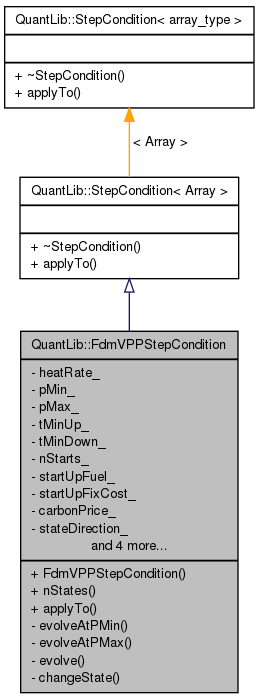 QuantLib::StepCondition< array_type >
+ ~StepCondition()
+ applyTo()
< Array >
QuantLib::StepCondition< Array >
+ ~StepCondition()
+ applyTo()
QuantLib::FdmVPPStepCondition
- heatRate_
- pMin_
- pMax_
- tMinUp_
- tMinDown_
- nStarts_
- startUpFuel_
- startUpFixCost_
- carbonPrice_
- stateDirection_
and 4 more...
+ FdmVPPStepCondition()
+ nStates()
+ applyTo()
- evolveAtPMin()
- evolveAtPMax()
- evolve()
- changeState()